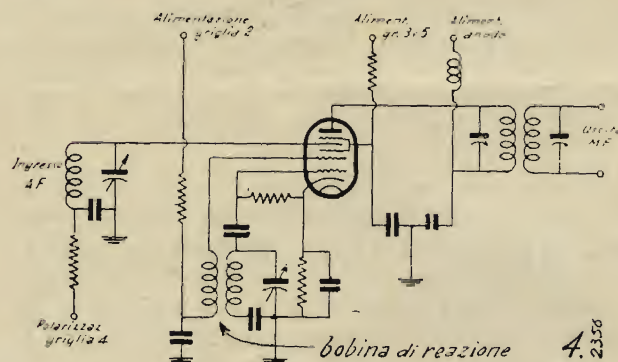 Alimentazione
griglia 2
Aliment.
gr. 3 e 5
Aliment.
anodo
Ingresso
AF
Uscita
M.F.
Polarizzaz.
griglia 4
bobina di reazione
4.
2356